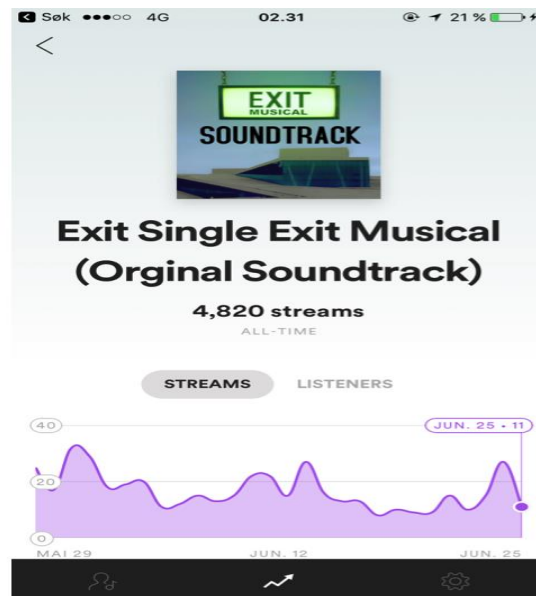 Søk 4G 02.31 21 %
EXIT
MUSICAL
SOUNDTRACK
Exit Single Exit Musical
(Orginal Soundtrack)
4,820 streams
ALL-TIME
STREAMS LISTENERS
40
JUN. 25 • 11
20
0
MAI 29 JUN. 12 JUN. 25